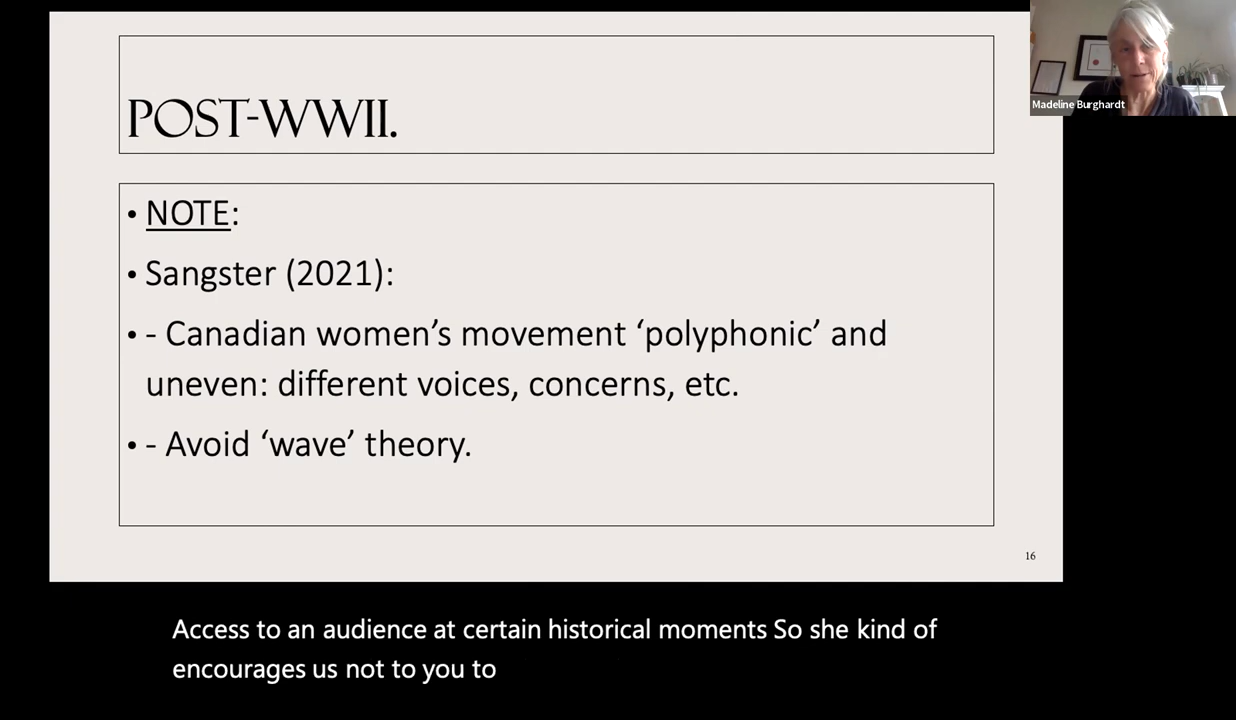 POST-WWII.
Madeline Burghardt
• NOTE:
• Sangster (2021):
• - Canadian women’s movement ‘polyphonic’ and
uneven: different voices, concerns, etc.
• - Avoid ‘wave’ theory.
16
Access to an audience at certain historical moments So she kind of
encourages us not to you to